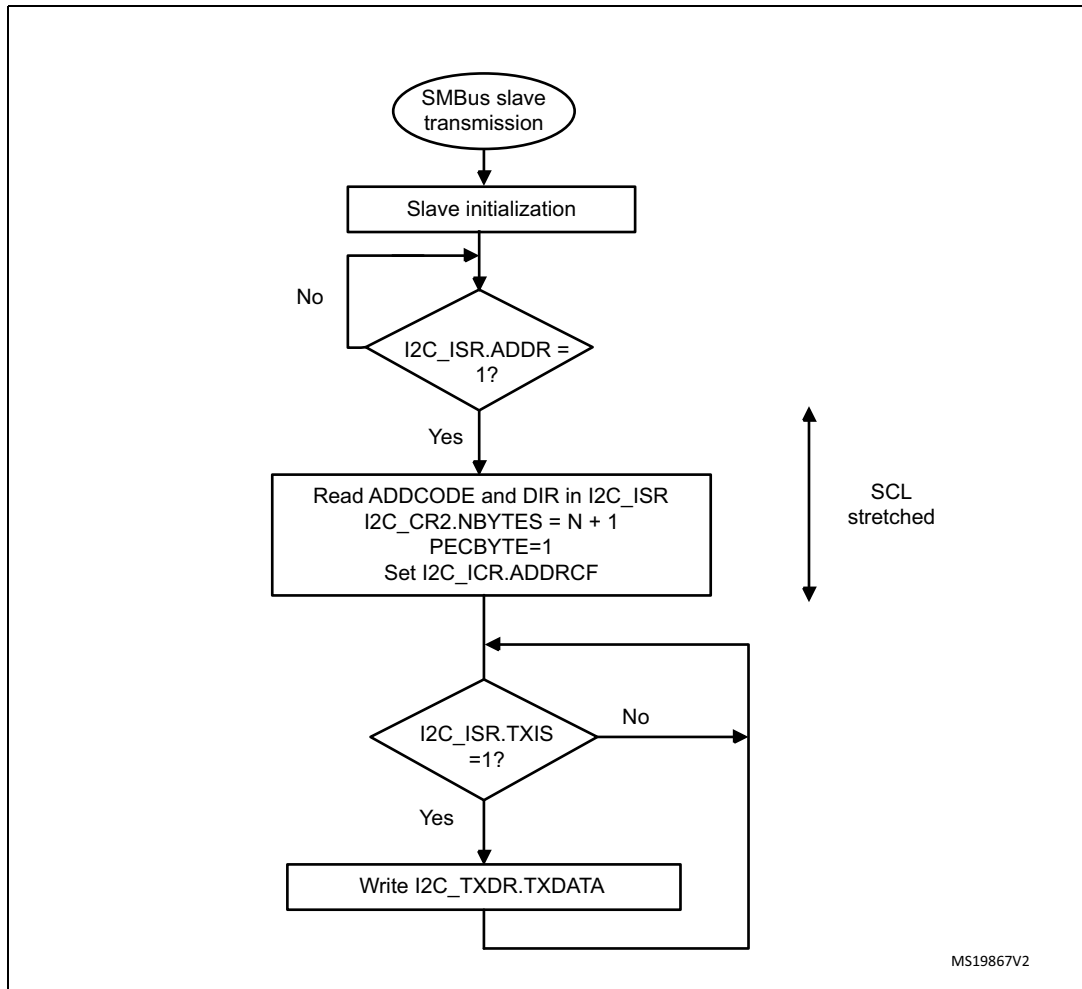 SMBus slave
transmission
Slave initialization
No
I2C_ISR.ADDR =
1?
Yes
Read ADDCODE and DIR in I2C_ISR
I2C_CR2.NBYTES = N + 1
PECBYTE=1
Set I2C_ICR.ADDRCF
SCL
stretched
I2C_ISR.TXIS
=1?
No
Yes
Write I2C_TXDR.TXDATA
MS19867V2